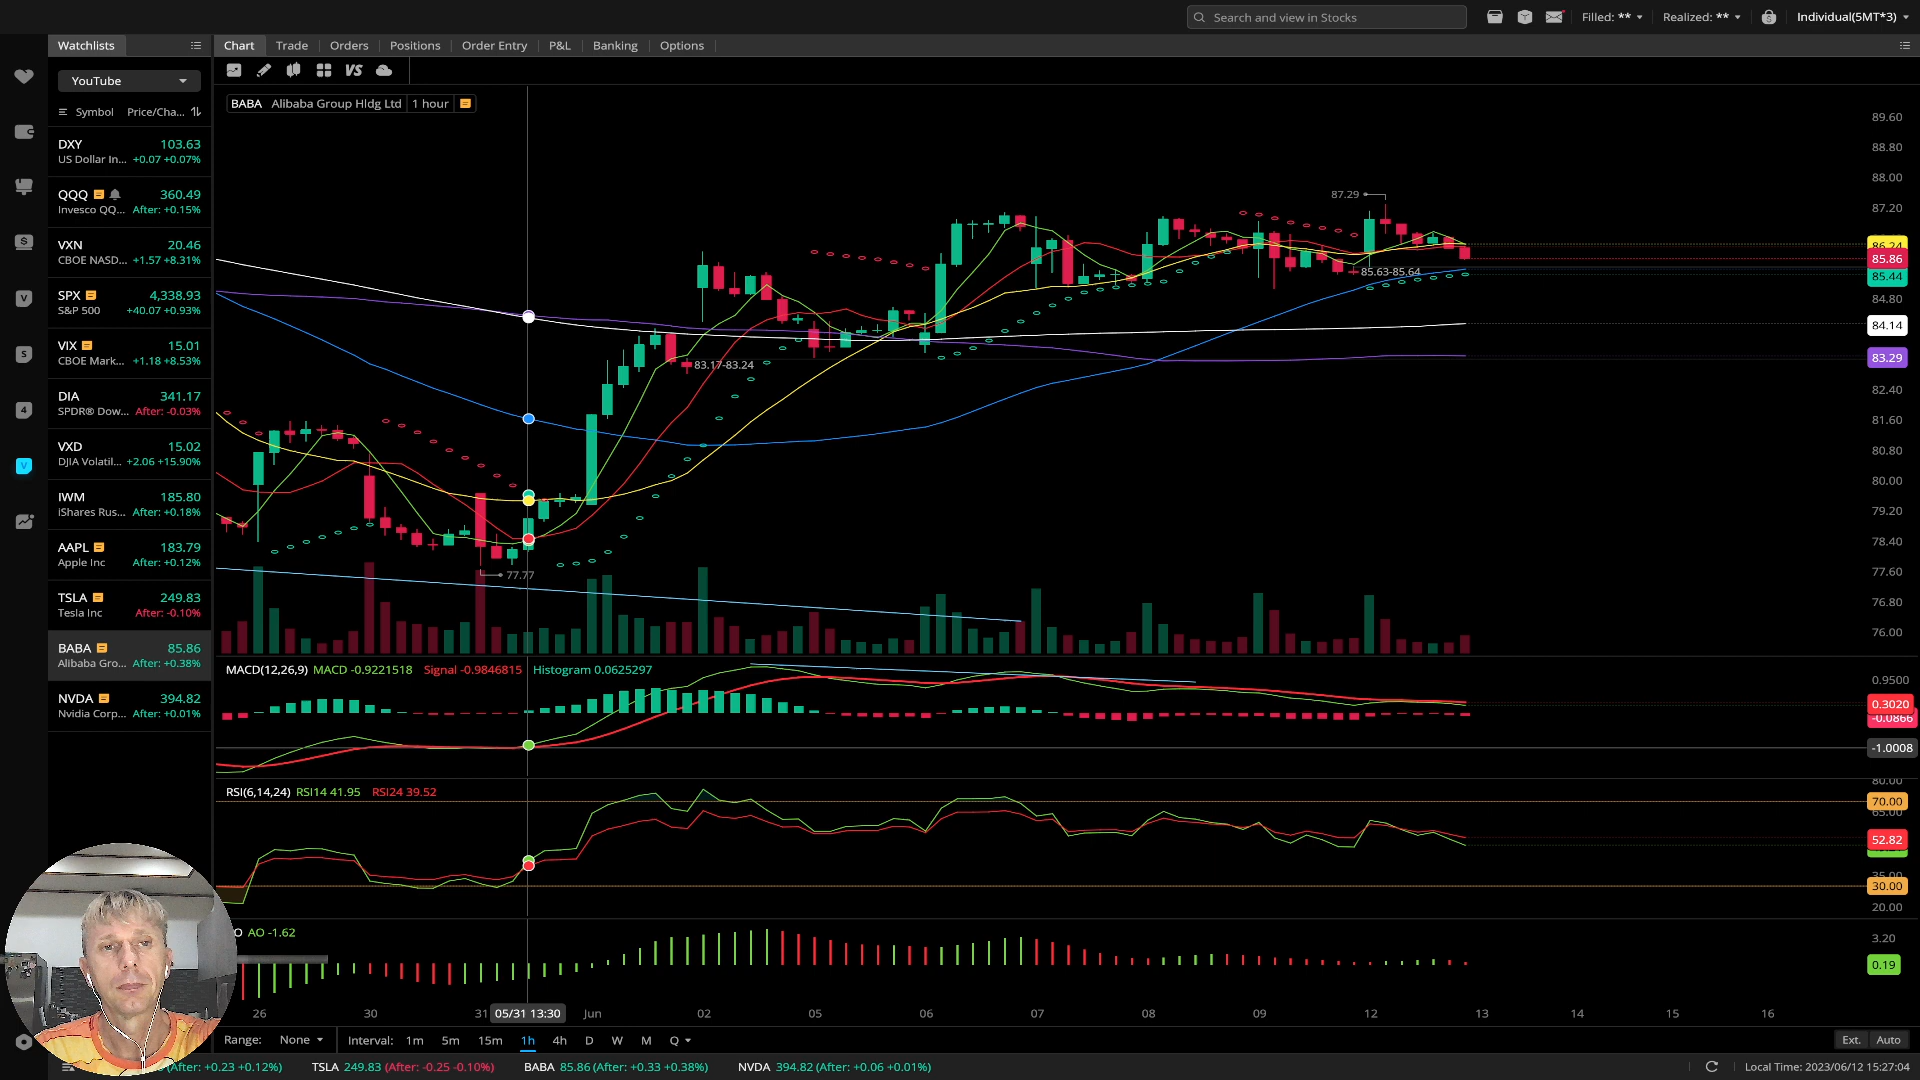 Search and view in Stocks
Filled: **
Realized: **
Individual(5MT*3)
Watchlists
Chart Trade Orders Positions Order Entry P&L Banking Options
YouTube
VS
Symbol Price/Cha...
BABA Alibaba Group Hldg Ltd 1 hour
DXY 103.63
US Dollar In... +0.07 +0.07%
QQQ 360.49
Invesco QQ... After: +0.15%
VXN 20.46
CBOE NASD... +1.57 +8.31%
SPX 4,338.93
S&P 500 +40.07 +0.93%
VIX 15.01
CBOE Mark... +1.18 +8.53%
DIA 341.17
SPDR® Dow... After: -0.03%
VXD 15.02
DJIA Volatil... +2.06 +15.90%
IWM 185.80
iShares Rus... After: +0.18%
AAPL 183.79
Apple Inc After: +0.12%
TSLA 249.83
Tesla Inc After: -0.10%
BABA 85.86
Alibaba Gro... After: +0.38%
NVDA 394.82
Nvidia Corp... After: +0.01%
89.60
88.80
88.00
87.29
87.20
86.24
85.86
85.63-85.64
85.44
84.80
84.14
83.29
83.17-83.24
82.40
81.60
80.80
80.00
79.20
78.40
77.77
77.60
76.80
76.00
MACD(12,26,9) MACD -0.9221518 Signal -0.9846815 Histogram 0.0625297
0.9500
0.3020
-0.0866
-1.0008
RSI(6,14,24) RSI14 41.95 RSI24 39.52
80.00
70.00
65.00
52.82
35.00
30.00
20.00
O AO -1.62
3.20
0.19
26 30 31 05/31 13:30 Jun 02 05 06 07 08 09 12 13 14 15 16
Range: None Interval: 1m 5m 15m 1h 4h D W M Q
Ext. Auto
(After: +0.23 +0.12%) TSLA 249.83 (After: -0.25 -0.10%) BABA 85.86 (After: +0.33 +0.38%) NVDA 394.82 (After: +0.06 +0.01%)
Local Time: 2023/06/12 15:27:04